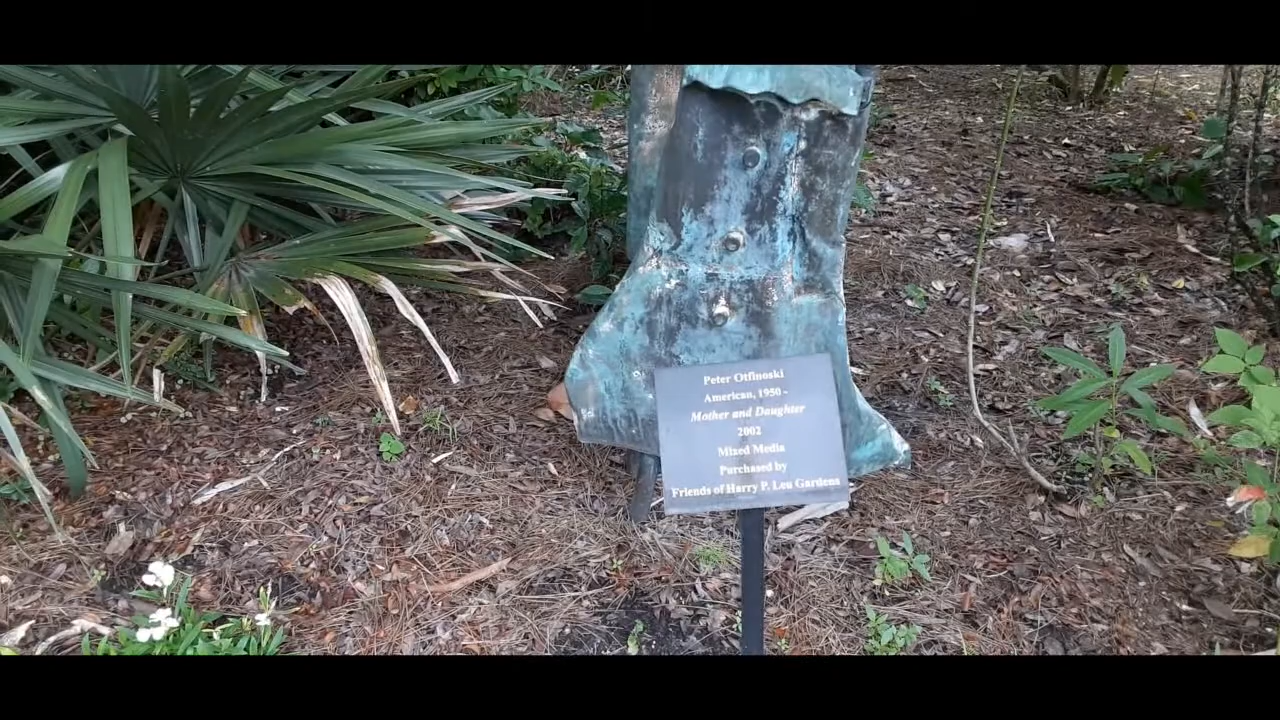 Peter Otfinoski
American, 1950 -
Mother and Daughter
2002
Mixed Media
Purchased by
Friends of Harry P. Leu Gardens